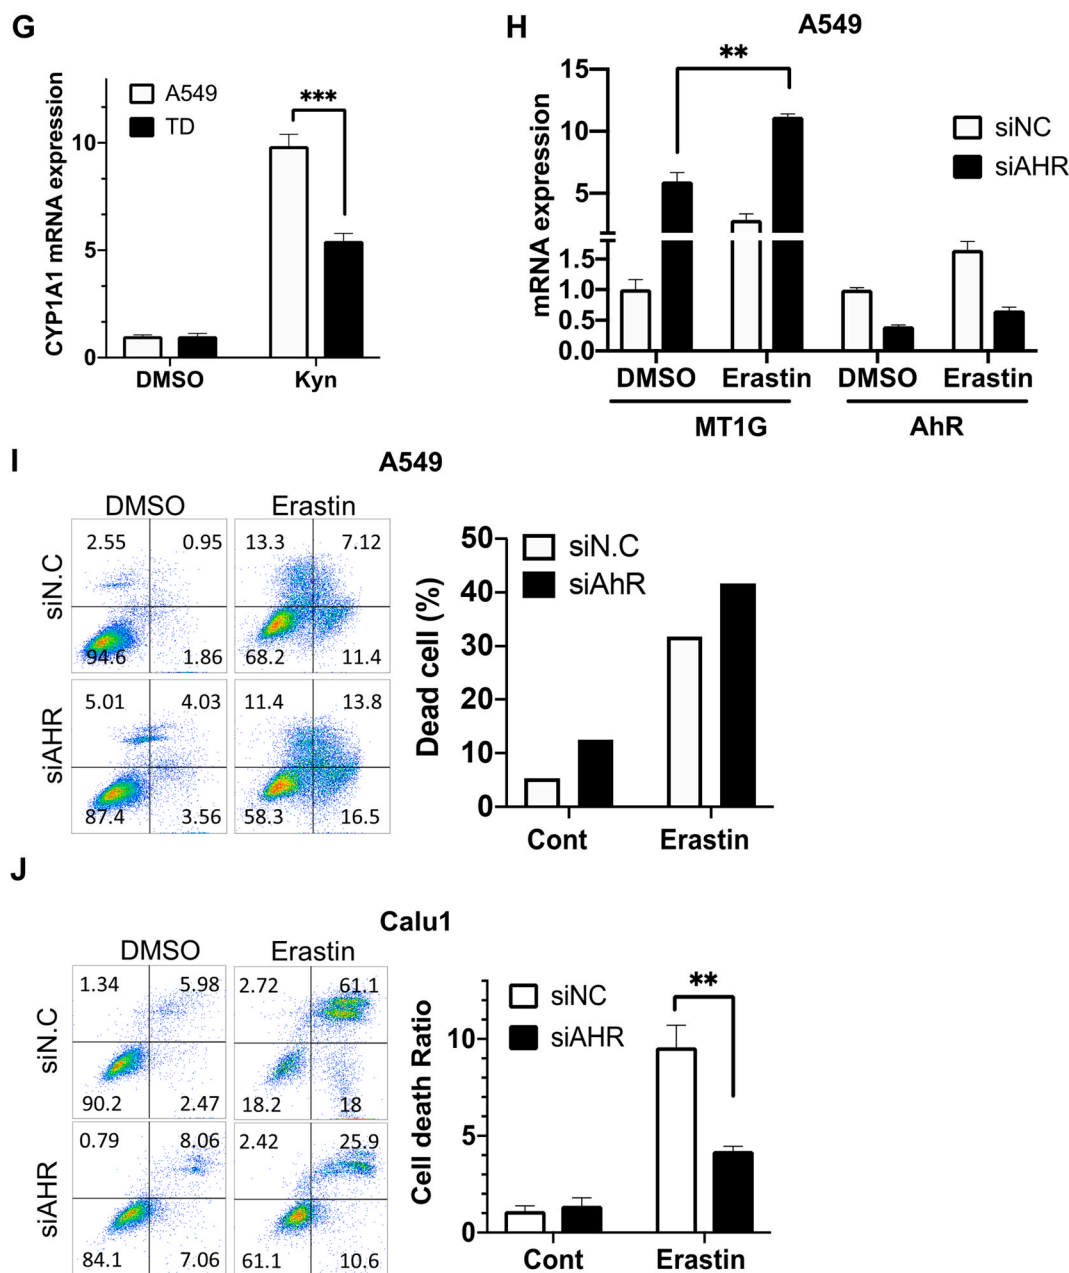 G
CYP1A1 mRNA expression
A549
TD
***
10
5
0
DMSO Kyn
H
A549
mRNA expression
**
siNC
siAHR
15
10
5
1.5
1.0
0.5
0.0
DMSO Erastin DMSO Erastin
MT1G AhR
I
A549
DMSO Erastin
siN.C
2.55 0.95 13.3 7.12
94.6 1.86 68.2 11.4
siAHR
5.01 4.03 11.4 13.8
87.4 3.56 58.3 16.5
Dead cell (%)
siN.C
siAhR
50
40
30
20
10
0
Cont Erastin
J
Calu1
DMSO Erastin
siN.C
1.34 5.98 2.72 61.1
90.2 2.47 18.2 18
siAHR
0.79 8.06 2.42 25.9
84.1 7.06 61.1 10.6
Cell death Ratio
siNC
siAHR
**
10
5
0
Cont Erastin